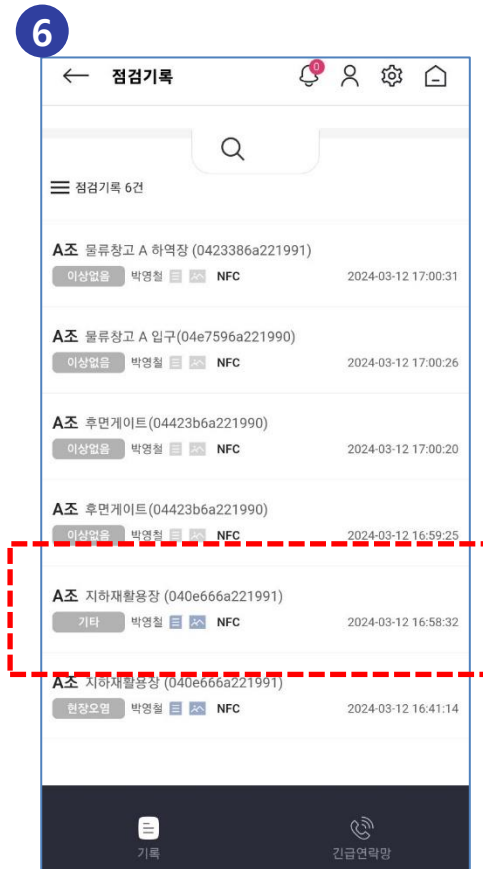 6
점검기록
0
점검기록 6건
A조 물류창고 A 하역장 (0423386a221991)
이상없음 박영철 NFC 2024-03-12 17:00:31
A조 물류창고 A 입구(04e7596a221990)
이상없음 박영철 NFC 2024-03-12 17:00:26
A조 후면게이트(04423b6a221990)
이상없음 박영철 NFC 2024-03-12 17:00:20
A조 후면게이트(04423b6a221990)
이상없음 박영철 NFC 2024-03-12 16:59:25
A조 지하재활용장 (040e666a221991)
기타 박영철 NFC 2024-03-12 16:58:32
A조 지하재활용장 (040e666a221991)
현장오염 박영철 NFC 2024-03-12 16:41:14
기록 긴급연락망